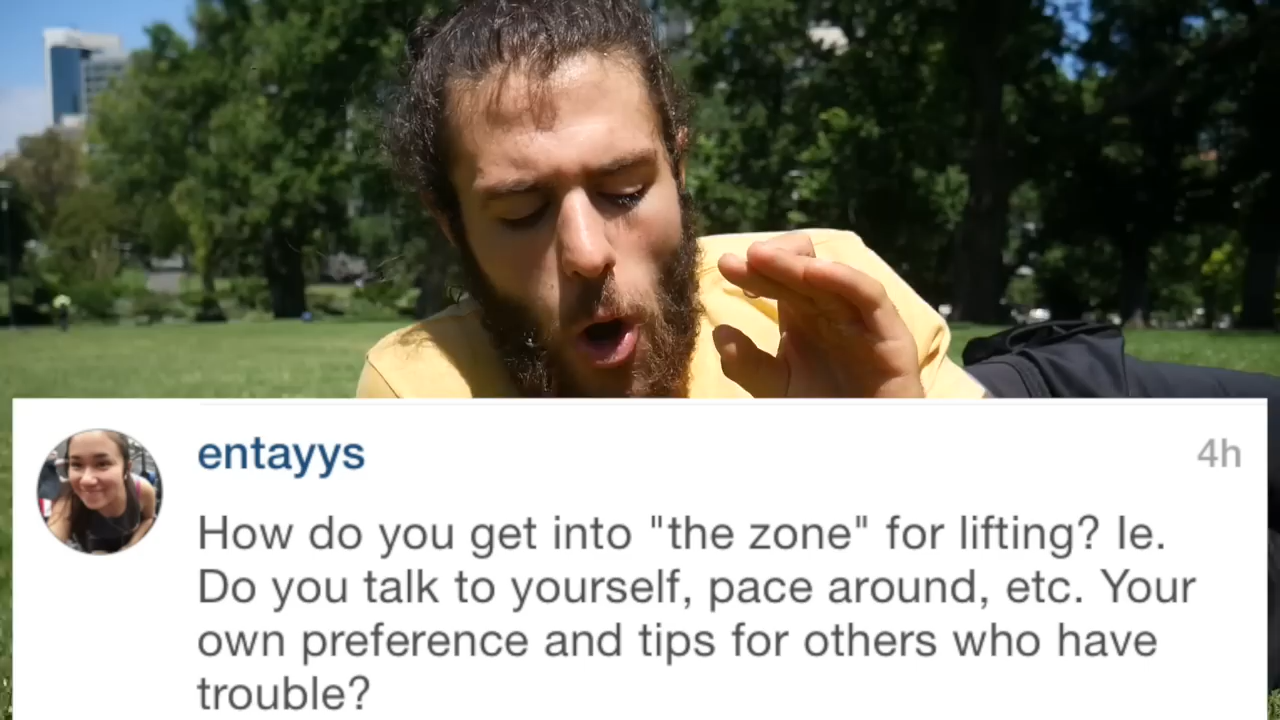 entayys
4h
How do you get into "the zone" for lifting? Ie.
Do you talk to yourself, pace around, etc. Your
own preference and tips for others who have
trouble?